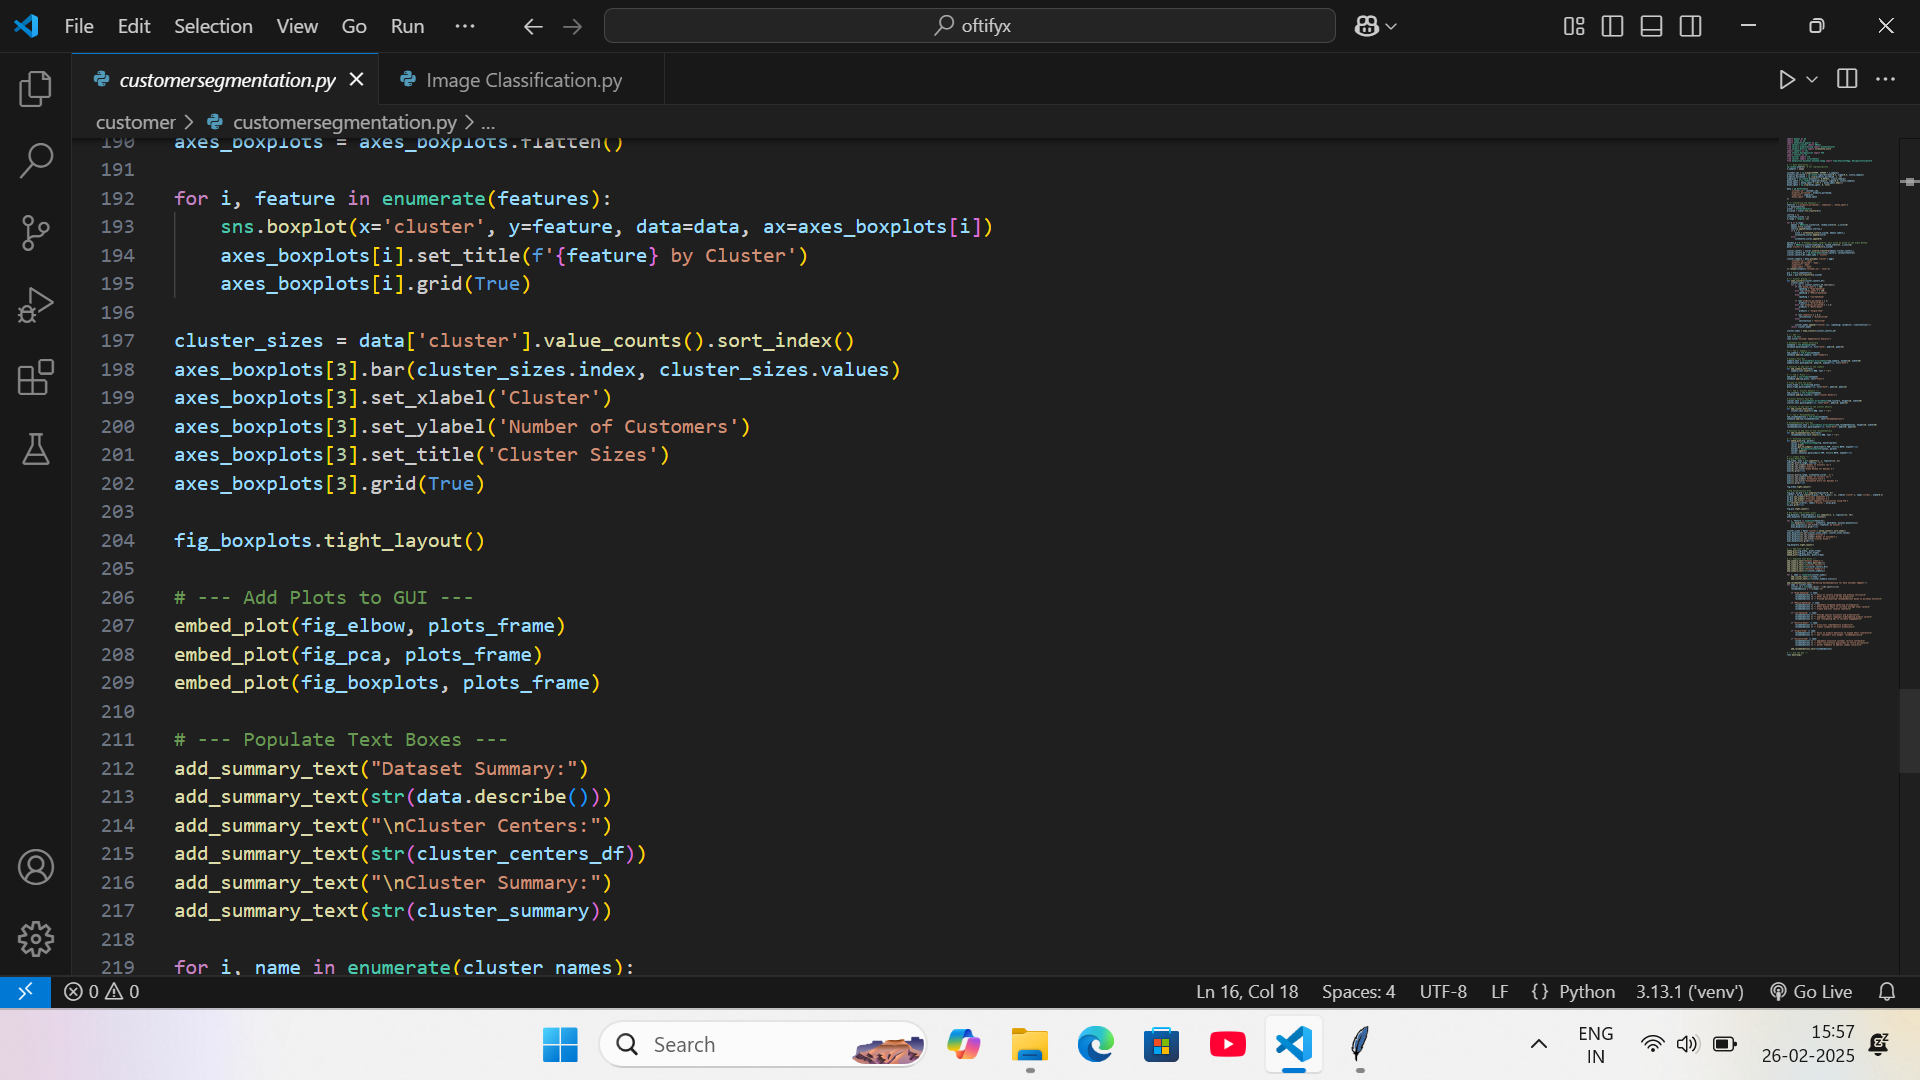 File Edit Selection View Go Run ... oftifyx
customersegmentation.py Image Classification.py
customer > customersegmentation.py > ...
190 axes_boxplots = axes_boxplots.flatten()
191
192 for i, feature in enumerate(features):
193     sns.boxplot(x='cluster', y=feature, data=data, ax=axes_boxplots[i])
194     axes_boxplots[i].set_title(f'{feature} by Cluster')
195     axes_boxplots[i].grid(True)
196
197 cluster_sizes = data['cluster'].value_counts().sort_index()
198 axes_boxplots[3].bar(cluster_sizes.index, cluster_sizes.values)
199 axes_boxplots[3].set_xlabel('Cluster')
200 axes_boxplots[3].set_ylabel('Number of Customers')
201 axes_boxplots[3].set_title('Cluster Sizes')
202 axes_boxplots[3].grid(True)
203
204 fig_boxplots.tight_layout()
205
206 # --- Add Plots to GUI ---
207 embed_plot(fig_elbow, plots_frame)
208 embed_plot(fig_pca, plots_frame)
209 embed_plot(fig_boxplots, plots_frame)
210
211 # --- Populate Text Boxes ---
212 add_summary_text("Dataset Summary:")
213 add_summary_text(str(data.describe()))
214 add_summary_text("\nCluster Centers:")
215 add_summary_text(str(cluster_centers_df))
216 add_summary_text("\nCluster Summary:")
217 add_summary_text(str(cluster_summary))
218
219 for i, name in enumerate(cluster_names):
0 0 Ln 16, Col 18 Spaces: 4 UTF-8 LF {} Python 3.13.1 ('venv') Go Live
Search ENG 15:57
IN 26-02-2025